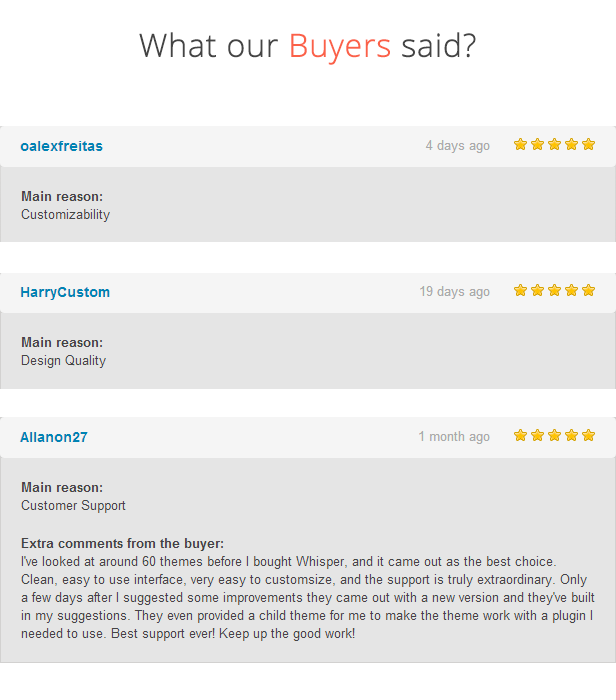 What our Buyers said?
oalexfreitas 4 days ago
Main reason:
Customizability
HarryCustom 19 days ago
Main reason:
Design Quality
Allanon27 1 month ago
Main reason:
Customer Support
Extra comments from the buyer:
I've looked at around 60 themes before I bought Whisper, and it came out as the best choice.
Clean, easy to use interface, very easy to customsize, and the support is truly extraordinary. Only
a few days after I suggested some improvements they came out with a new version and they've built
in my suggestions. They even provided a child theme for me to make the theme work with a plugin I
needed to use. Best support ever! Keep up the good work!